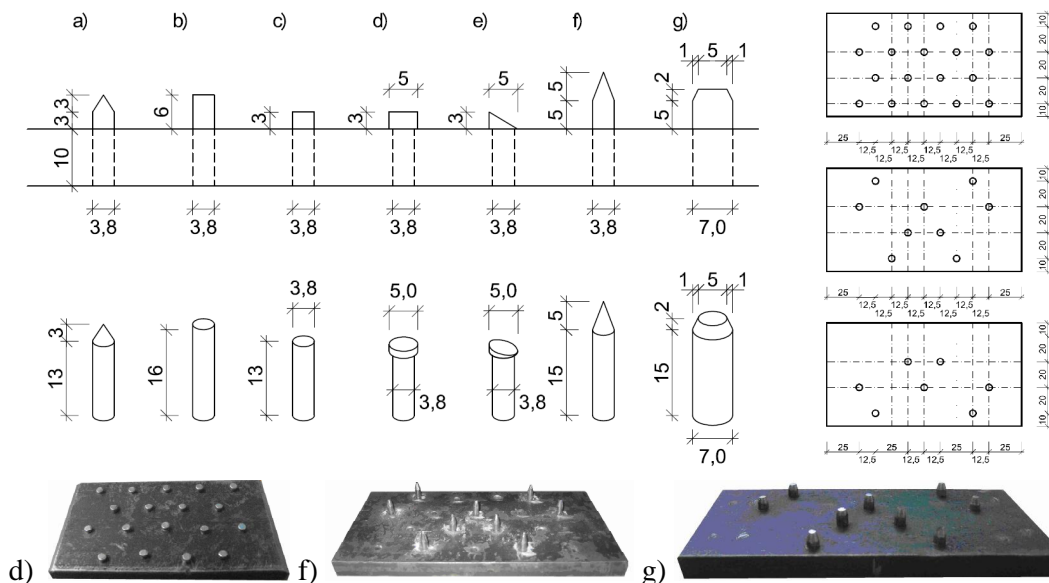 a) b) c) d) e) f) g)
1 5 1
5 5
3 3 6 3 3 3 5 5 2 5
10
3,8 3,8 3,8 3,8 3,8 3,8 7,0
3,8 5,0 5,0 1 5 1
3 13 16 13 5 15 2 15
3,8 3,8
7,0
10 20 20 20 10
25 12,5 12,5 12,5 12,5 25
12,5 12,5 12,5 12,5
10 20 20 20 10
25 12,5 12,5 12,5 12,5 25
12,5 12,5 12,5 12,5
10 20 20 20 10
25 25 12,5 25 25
12,5 12,5 12,5
d) f) g)